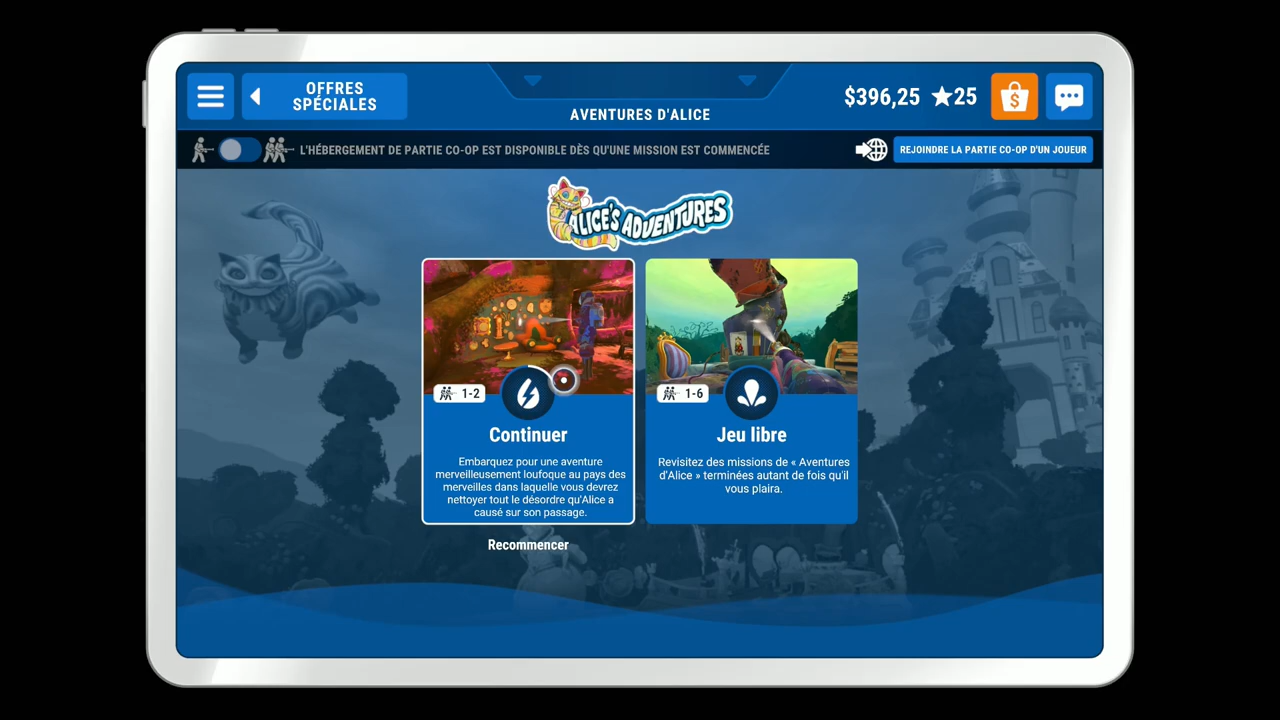 OFFRES
SPÉCIALES
AVENTURES D'ALICE
$396,25 ★25
$
L'HÉBERGEMENT DE PARTIE CO-OP EST DISPONIBLE DÈS QU'UNE MISSION EST COMMENCÉE
REJOINDRE LA PARTIE CO-OP D'UN JOUEUR
ALICE'S ADVENTURES
1-2
Continuer
Embarquez pour une aventure
merveilleusement loufoque au pays des
merveilles dans laquelle vous devrez
nettoyer tout le désordre qu'Alice a
causé sur son passage.
Recommencer
1-6
Jeu libre
Revisitez des missions de « Aventures
d'Alice » terminées autant de fois qu'il
vous plaira.